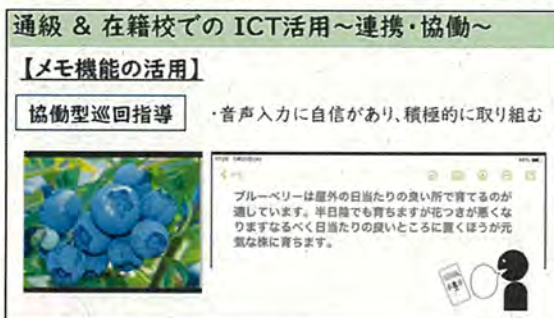 通級 & 在籍校での ICT活用～連携・協働～
【メモ機能の活用】
協働型巡回指導
・音声入力に自信があり、積極的に取り組む
ブルーベリーは屋外の日当たりの良い所で育てるのが
適しています。半日陰でも育ちますが花つきが悪くな
りますなるべく日当たりの良いところに置くほうが元
気な株に育ちます。